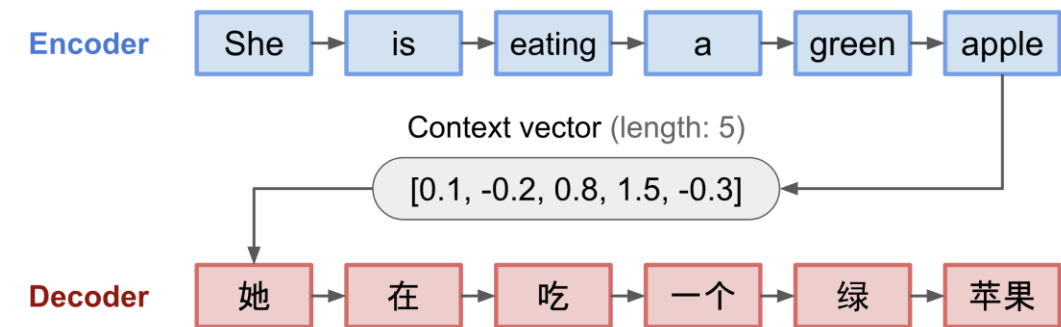 Encoder She is eating a green apple
Context vector (length: 5)
[0.1, -0.2, 0.8, 1.5, -0.3]
Decoder 她 在 吃 一个 绿 苹果